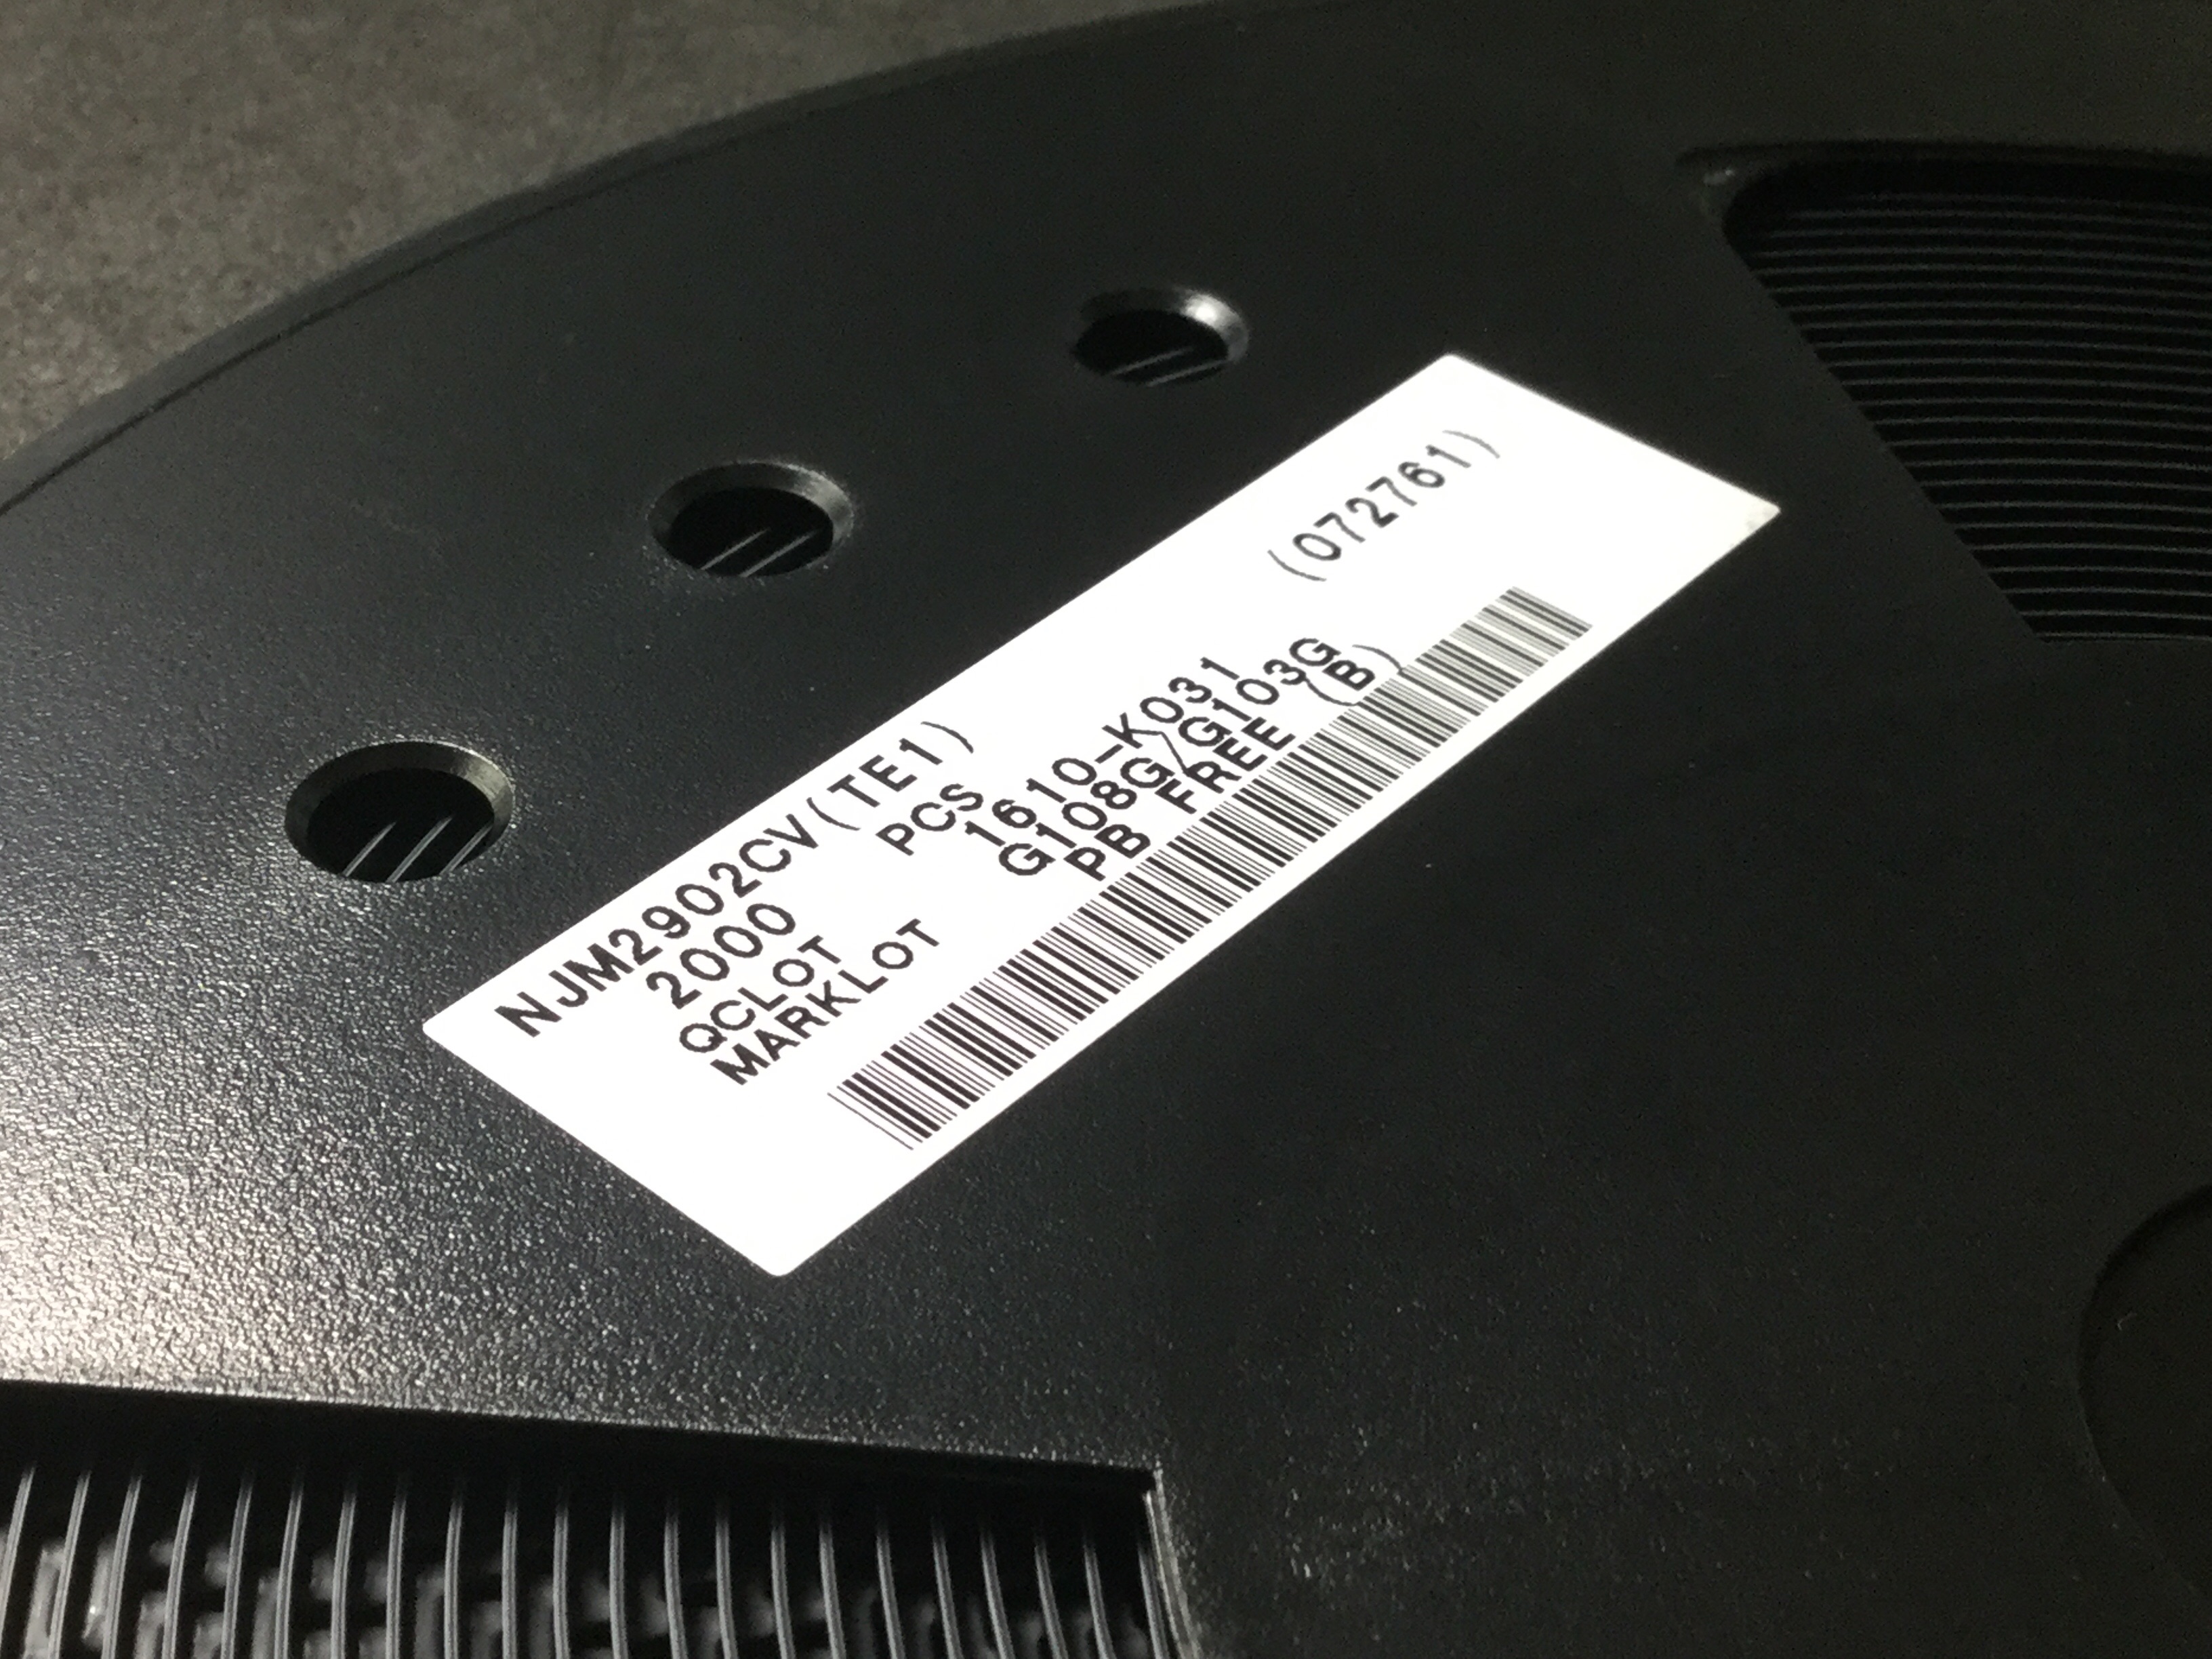 NJM2902CV(TE1)
2000 PCS (072761)
QCLOT 1610-K031
MARKLOT G108G/G103G
PB FREE (B)